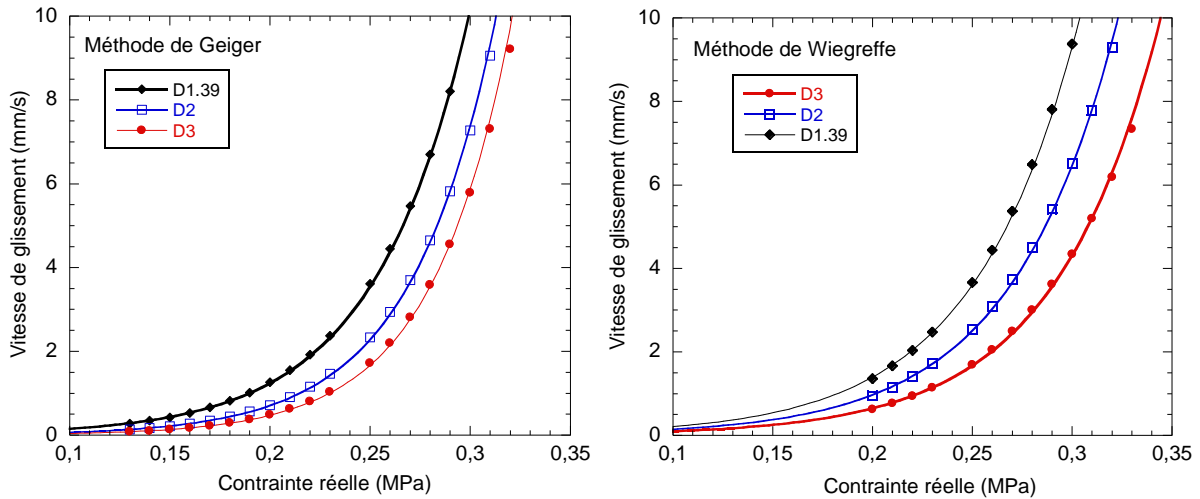 Méthode de Geiger
D1.39
D2
D3
Vitesse de glissement (mm/s)
10
8
6
4
2
0
0,1
0,15
0,2
0,25
0,3
0,35
Contrainte réelle (MPa)
Méthode de Wiegreffe
D3
D2
D1.39
Vitesse de glissement (mm/s)
10
8
6
4
2
0
0,1
0,15
0,2
0,25
0,3
0,35
Contrainte réelle (MPa)